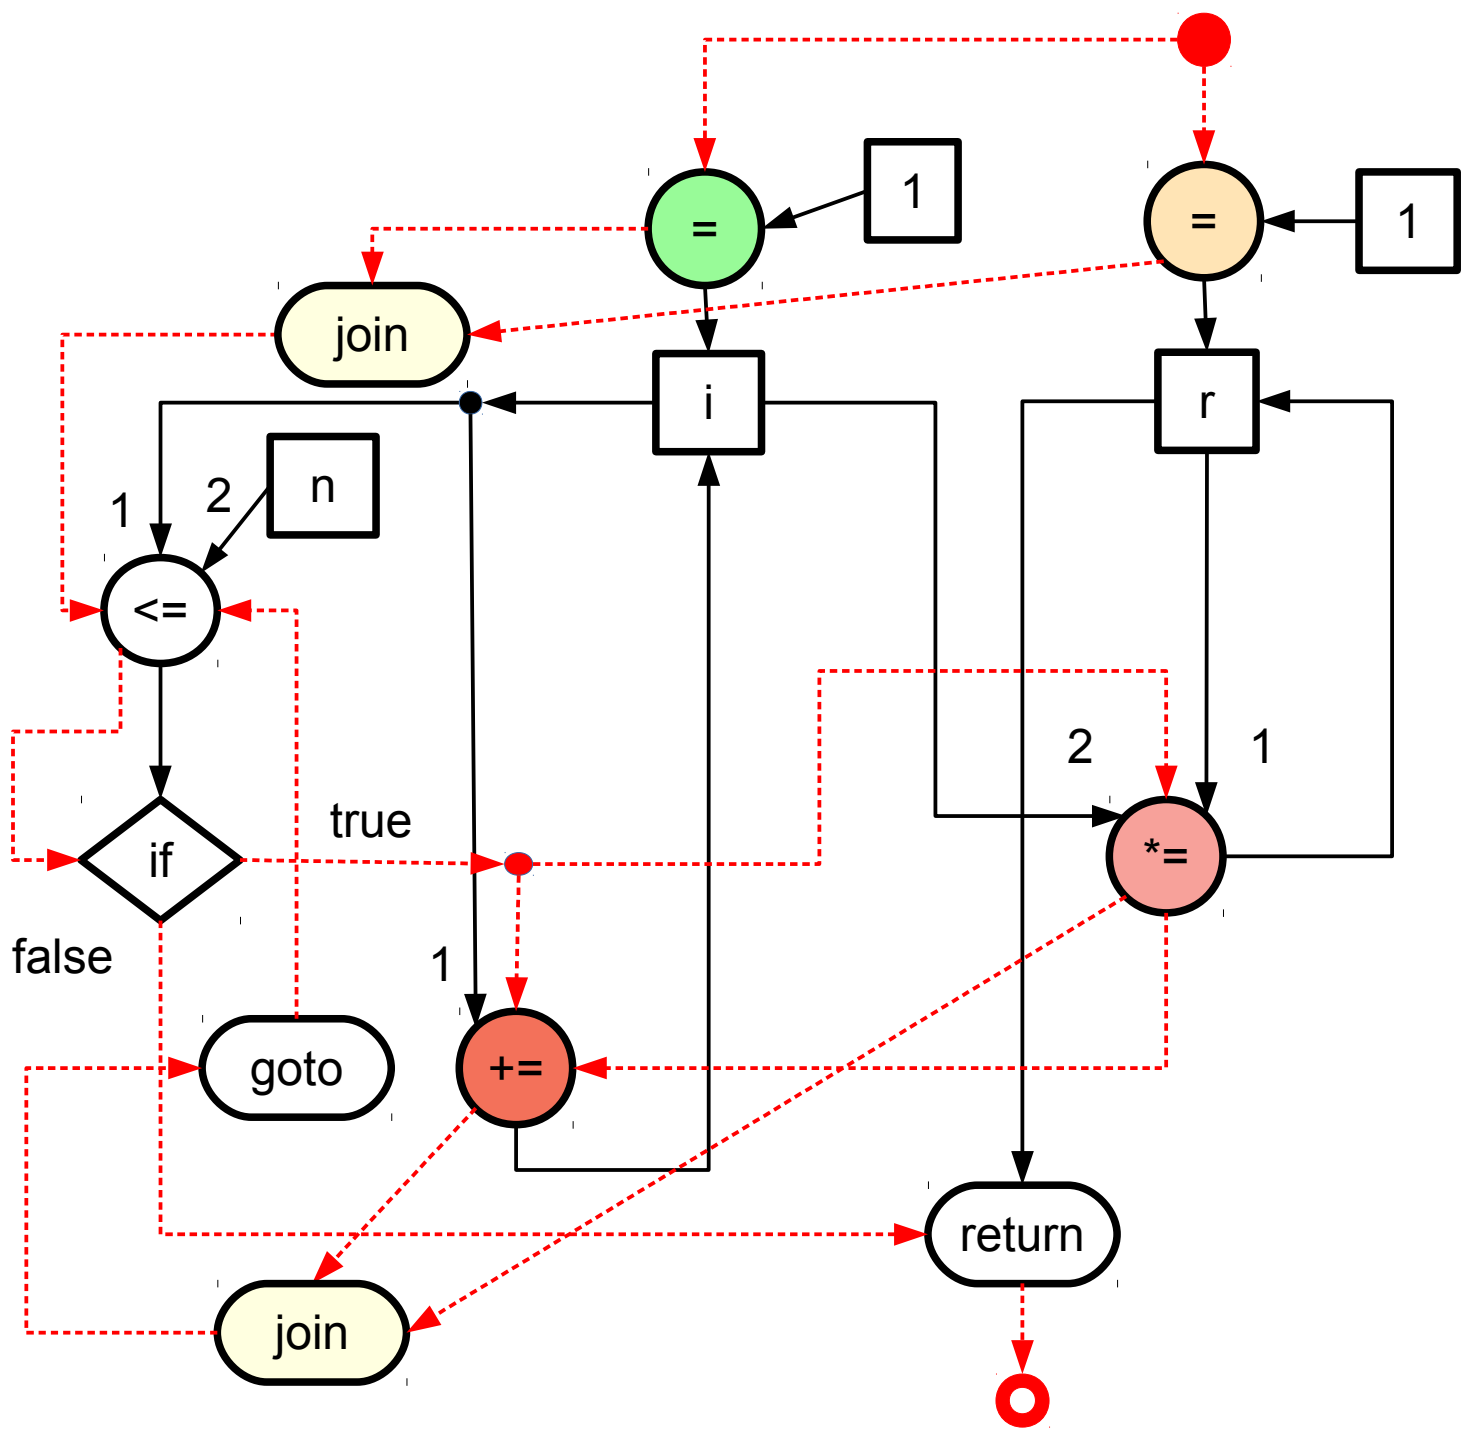 1
=
=
1
join
i
r
n
2
1
<=
2
1
true
if
*=
false
1
goto
+=
return
join